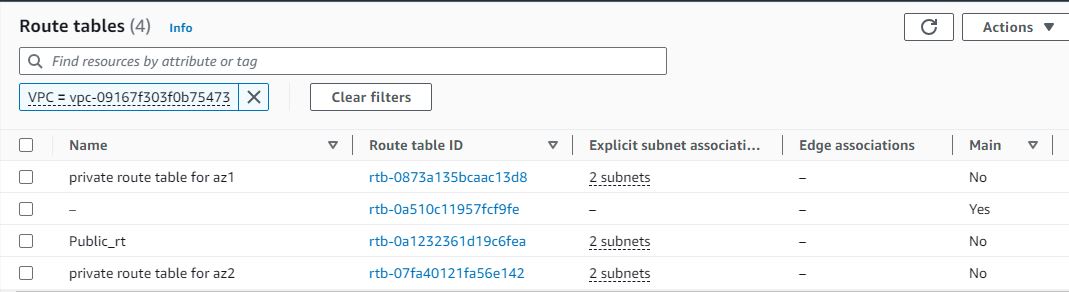 Route tables (4) Info
Actions
Find resources by attribute or tag
VPC = vpc-09167f303f0b75473
Clear filters
Name Route table ID Explicit subnet associati... Edge associations Main
private route table for az1 rtb-0873a135bcaac13d8 2 subnets – No
– rtb-0a510c11957fcf9fe – – Yes
Public_rt rtb-0a1232361d19c6fea 2 subnets – No
private route table for az2 rtb-07fa40121fa56e142 2 subnets – No